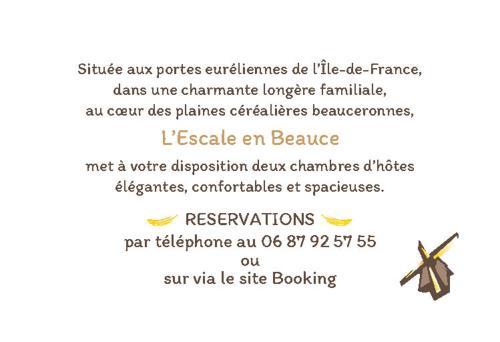 Située aux portes euréliennes de l'Île-de-France,
dans une charmante longère familiale,
au cœur des plaines céréalières beauceronnes,
L'Escale en Beauce
met à votre disposition deux chambres d'hôtes
élégantes, confortables et spacieuses.
RESERVATIONS
par téléphone au 06 87 92 57 55
ou
sur via le site Booking